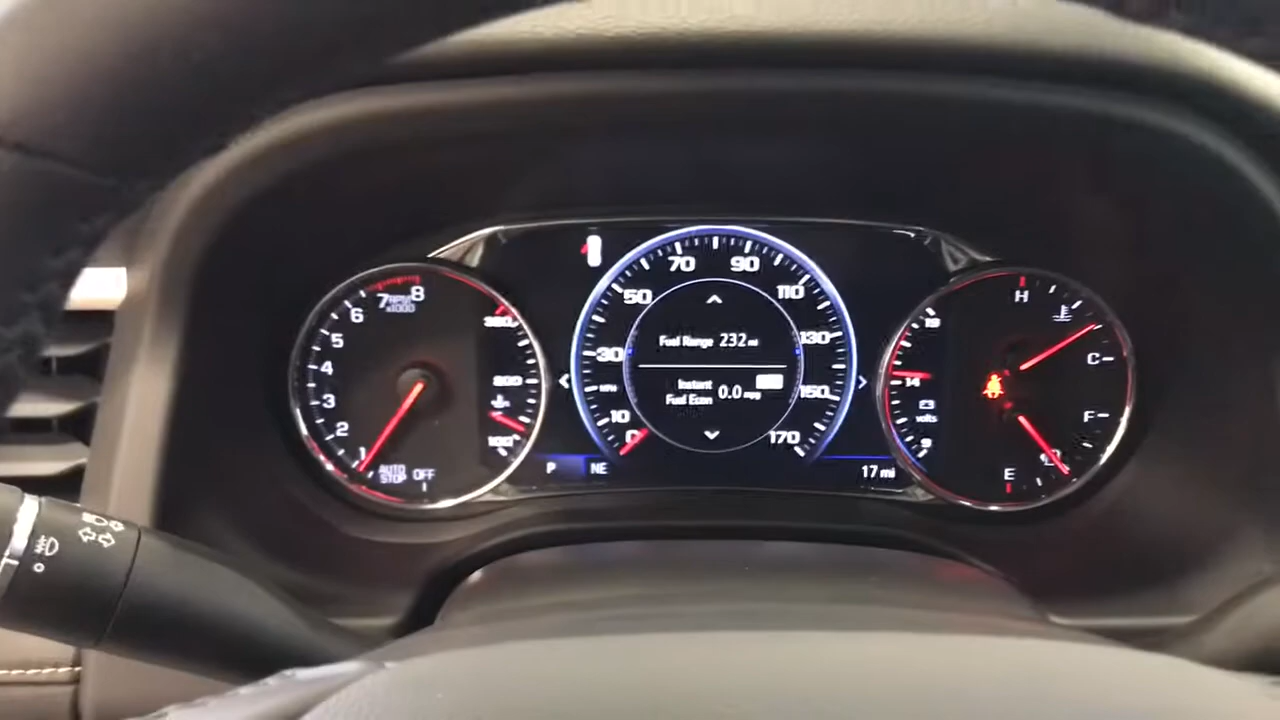 8
7
RPM
x1000
6
5
4
3
2
1
AUTO
STOP
OFF
200
100
70
90
50
110
30
130
MPH
150
10
0
170
Fuel Range 232 mi
Instant
Fuel Econ
0.0 mpg
P
NE
17 mi
19
14
volts
9
H
C
F
E